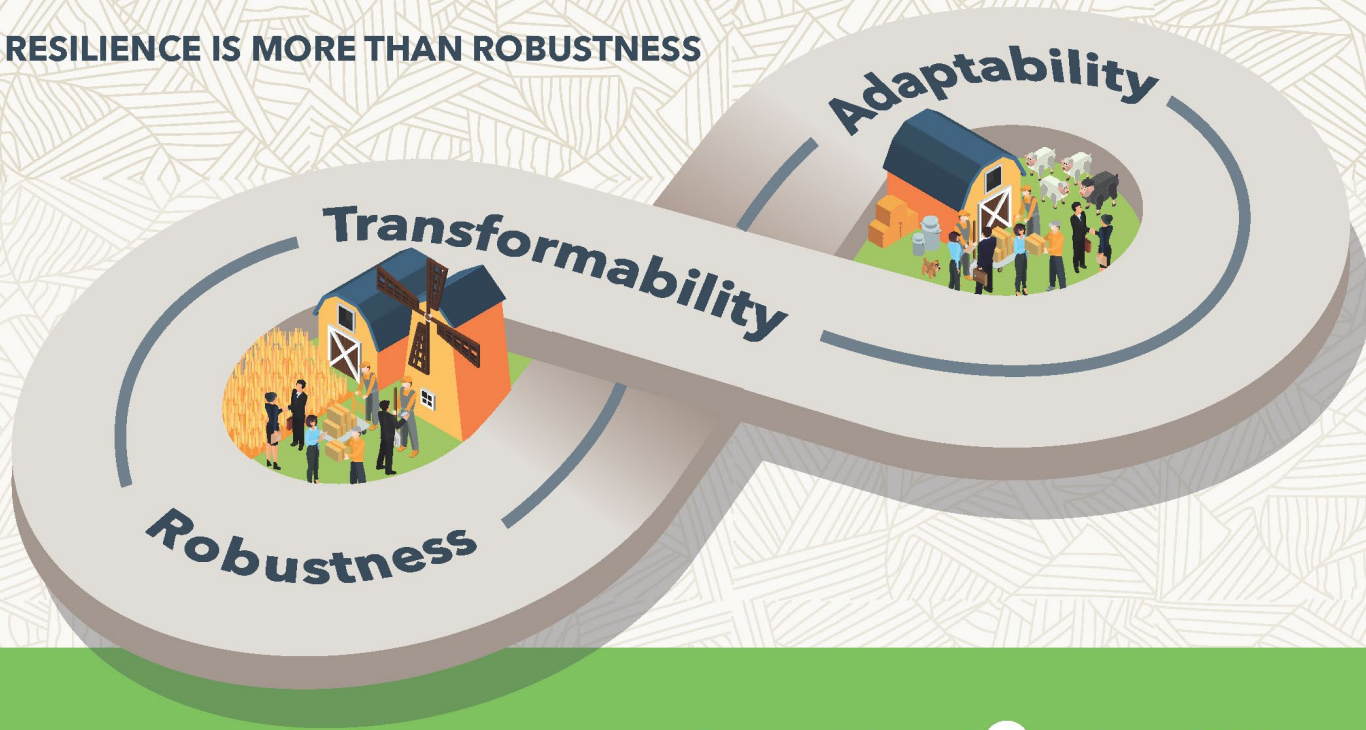 RESILIENCE IS MORE THAN ROBUSTNESS
Adaptability
Transformability
Robustness